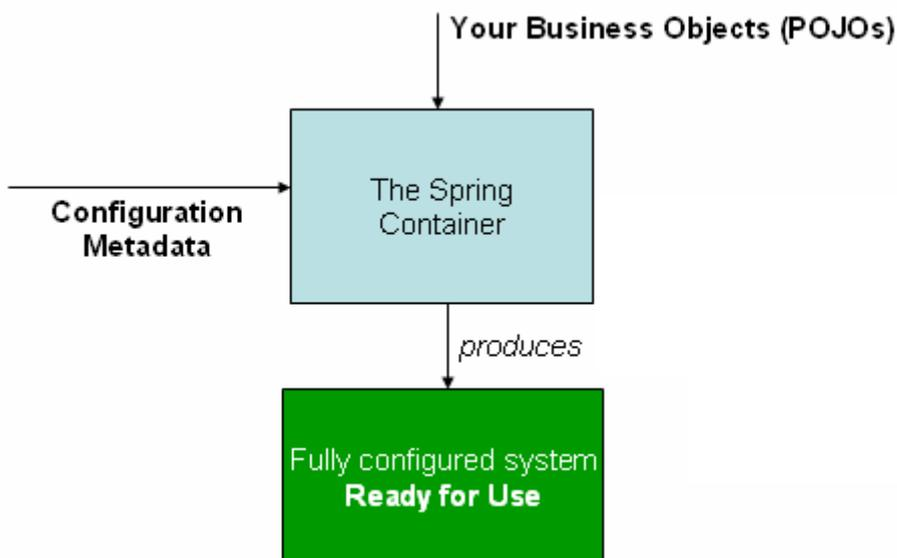 Your Business Objects (POJOs)
The Spring
Container
Configuration
Metadata
produces
Fully configured system
Ready for Use